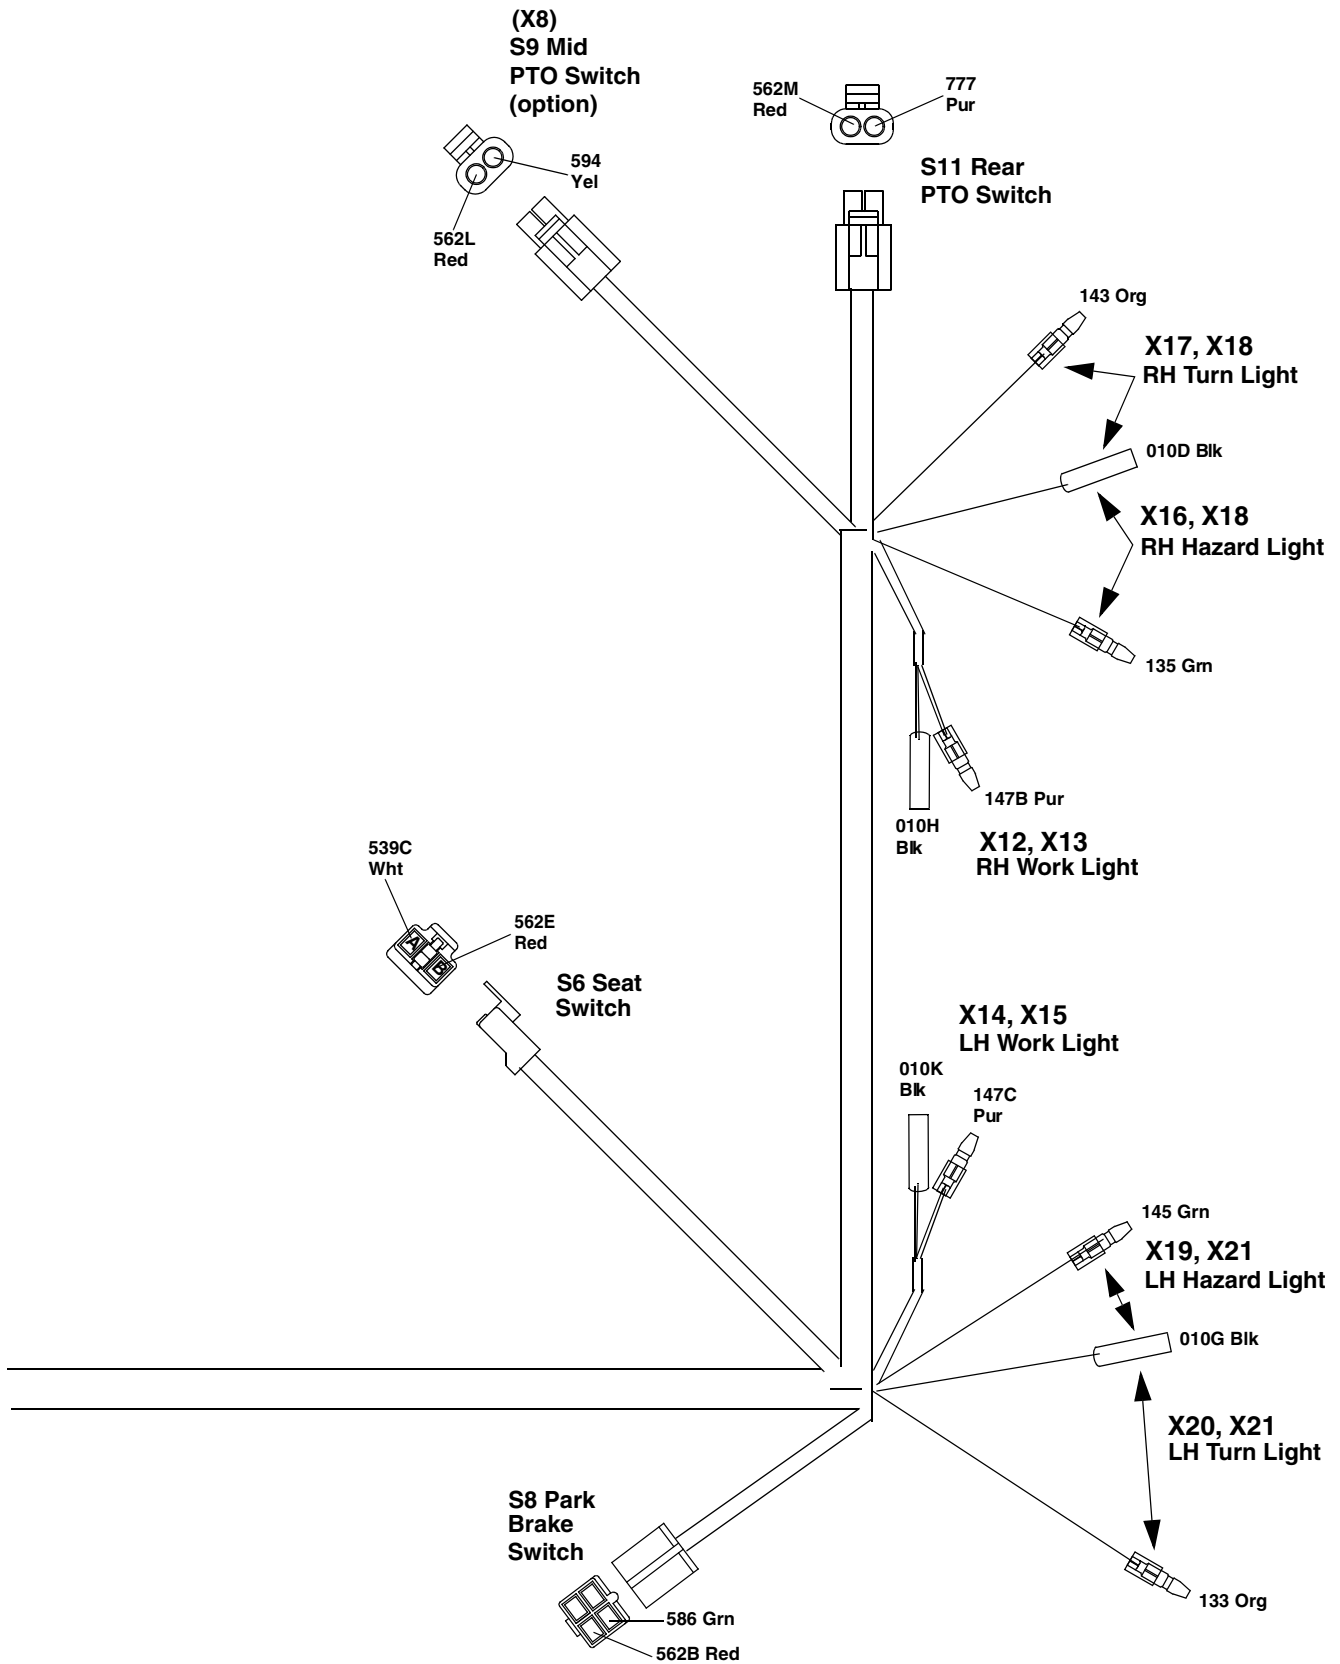 (X8)
S9 Mid
PTO Switch
(option)
562M
Red
777
Pur
594
Yel
S11 Rear
PTO Switch
562L
Red
143 Org
X17, X18
RH Turn Light
010D Blk
X16, X18
RH Hazard Light
135 Grn
147B Pur
010H
Blk
X12, X13
RH Work Light
539C
Wht
A
B
562E
Red
S6 Seat
Switch
X14, X15
LH Work Light
010K
Blk
147C
Pur
145 Grn
X19, X21
LH Hazard Light
010G Blk
X20, X21
LH Turn Light
S8 Park
Brake
Switch
133 Org
586 Grn
562B Red